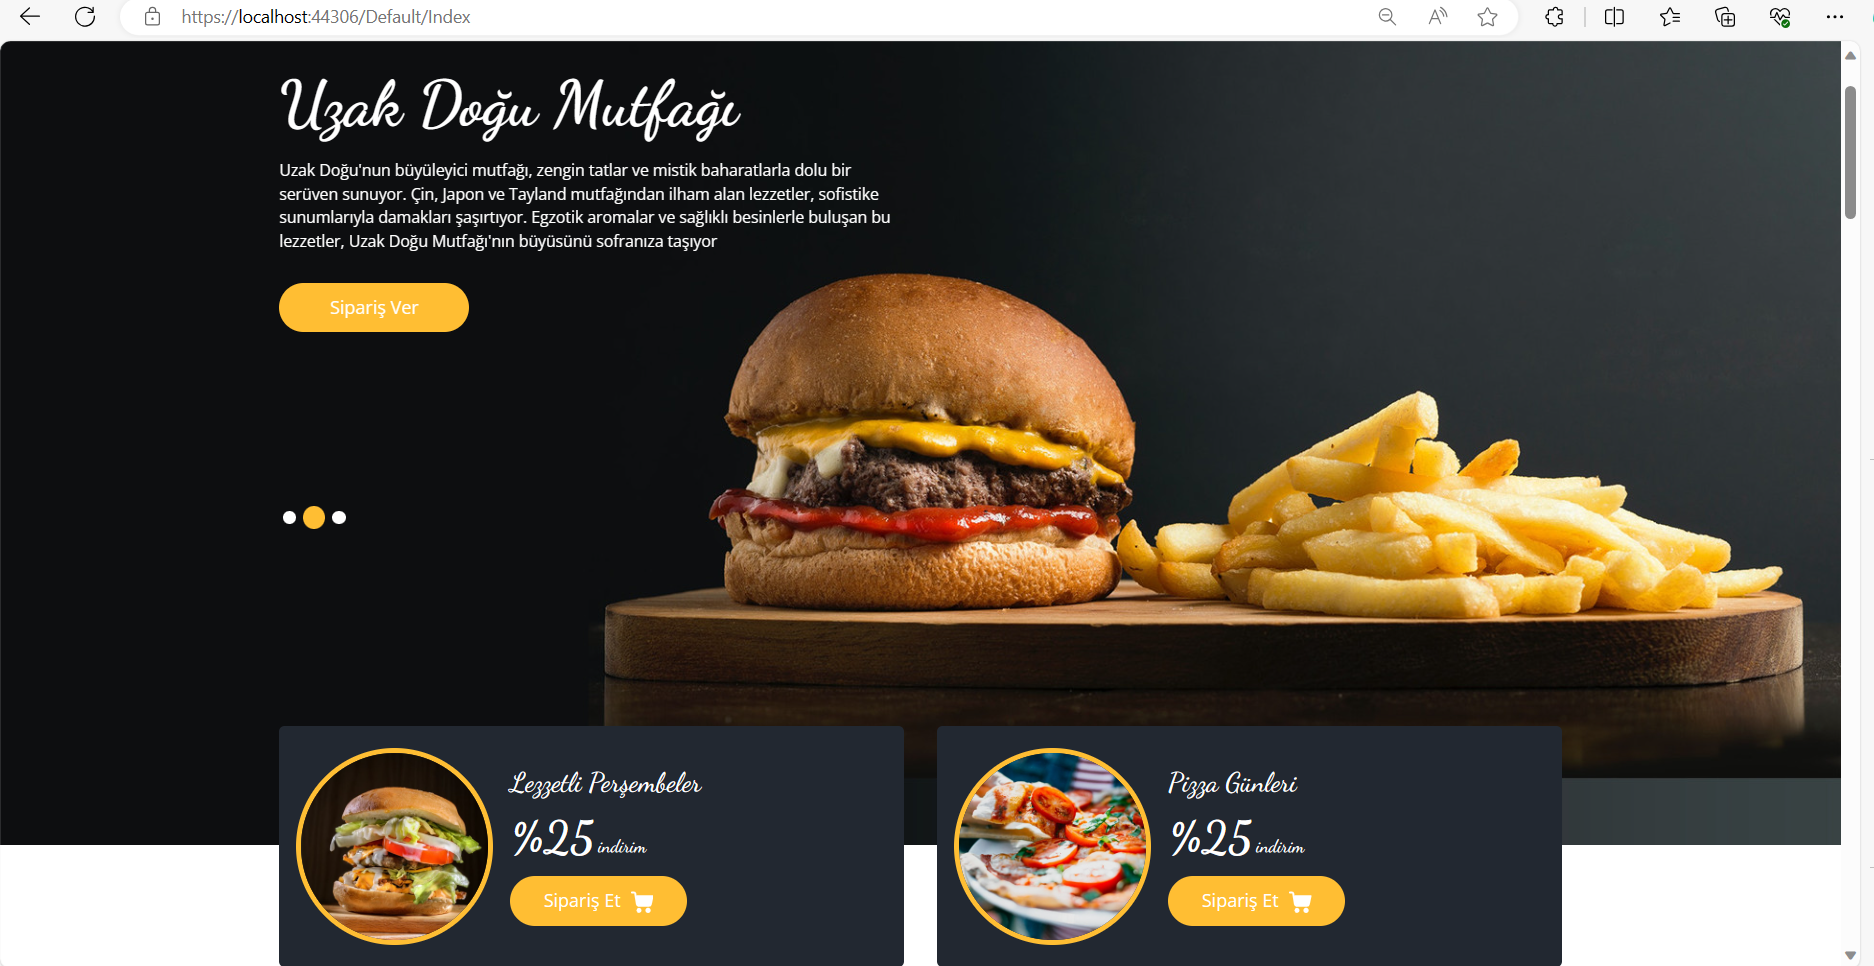 https://localhost:44306/Default/Index
Uzak Doğu Mutfağı
Uzak Doğu'nun büyüleyici mutfağı, zengin tatlar ve mistik baharatlarla dolu bir
serüven sunuyor. Çin, Japon ve Tayland mutfağından ilham alan lezzetler, sofistike
sunumlarıyla damakları şaşırtıyor. Egzotik aromalar ve sağlıklı besinlerle buluşan bu
lezzetler, Uzak Doğu Mutfağı'nın büyüsünü sofranıza taşıyor
Sipariş Ver
Lezzetli Perşembeler
%25 indirim
Sipariş Et
Pizza Günleri
%25 indirim
Sipariş Et